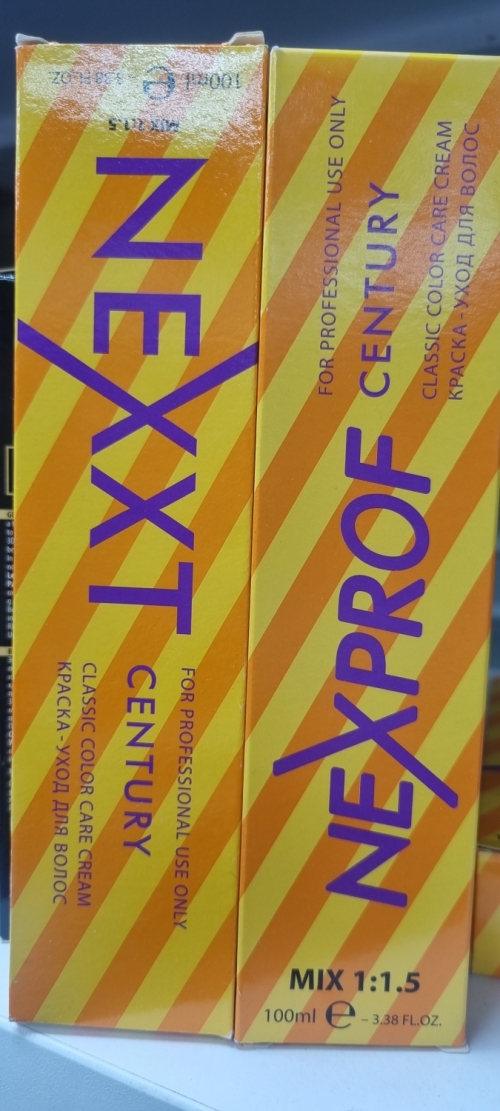 NEXXT
CENTURY
FOR PROFESSIONAL USE ONLY
CLASSIC COLOR CARE CREAM
КРАСКА-УХОД ДЛЯ ВОЛОС
MIX 1:1.5
100ml e - 3.38 FL.OZ.
NEXPROF
CENTURY
FOR PROFESSIONAL USE ONLY
CLASSIC COLOR CARE CREAM
КРАСКА-УХОД ДЛЯ ВОЛОС
MIX 1:1.5
100ml e - 3.38 FL.OZ.